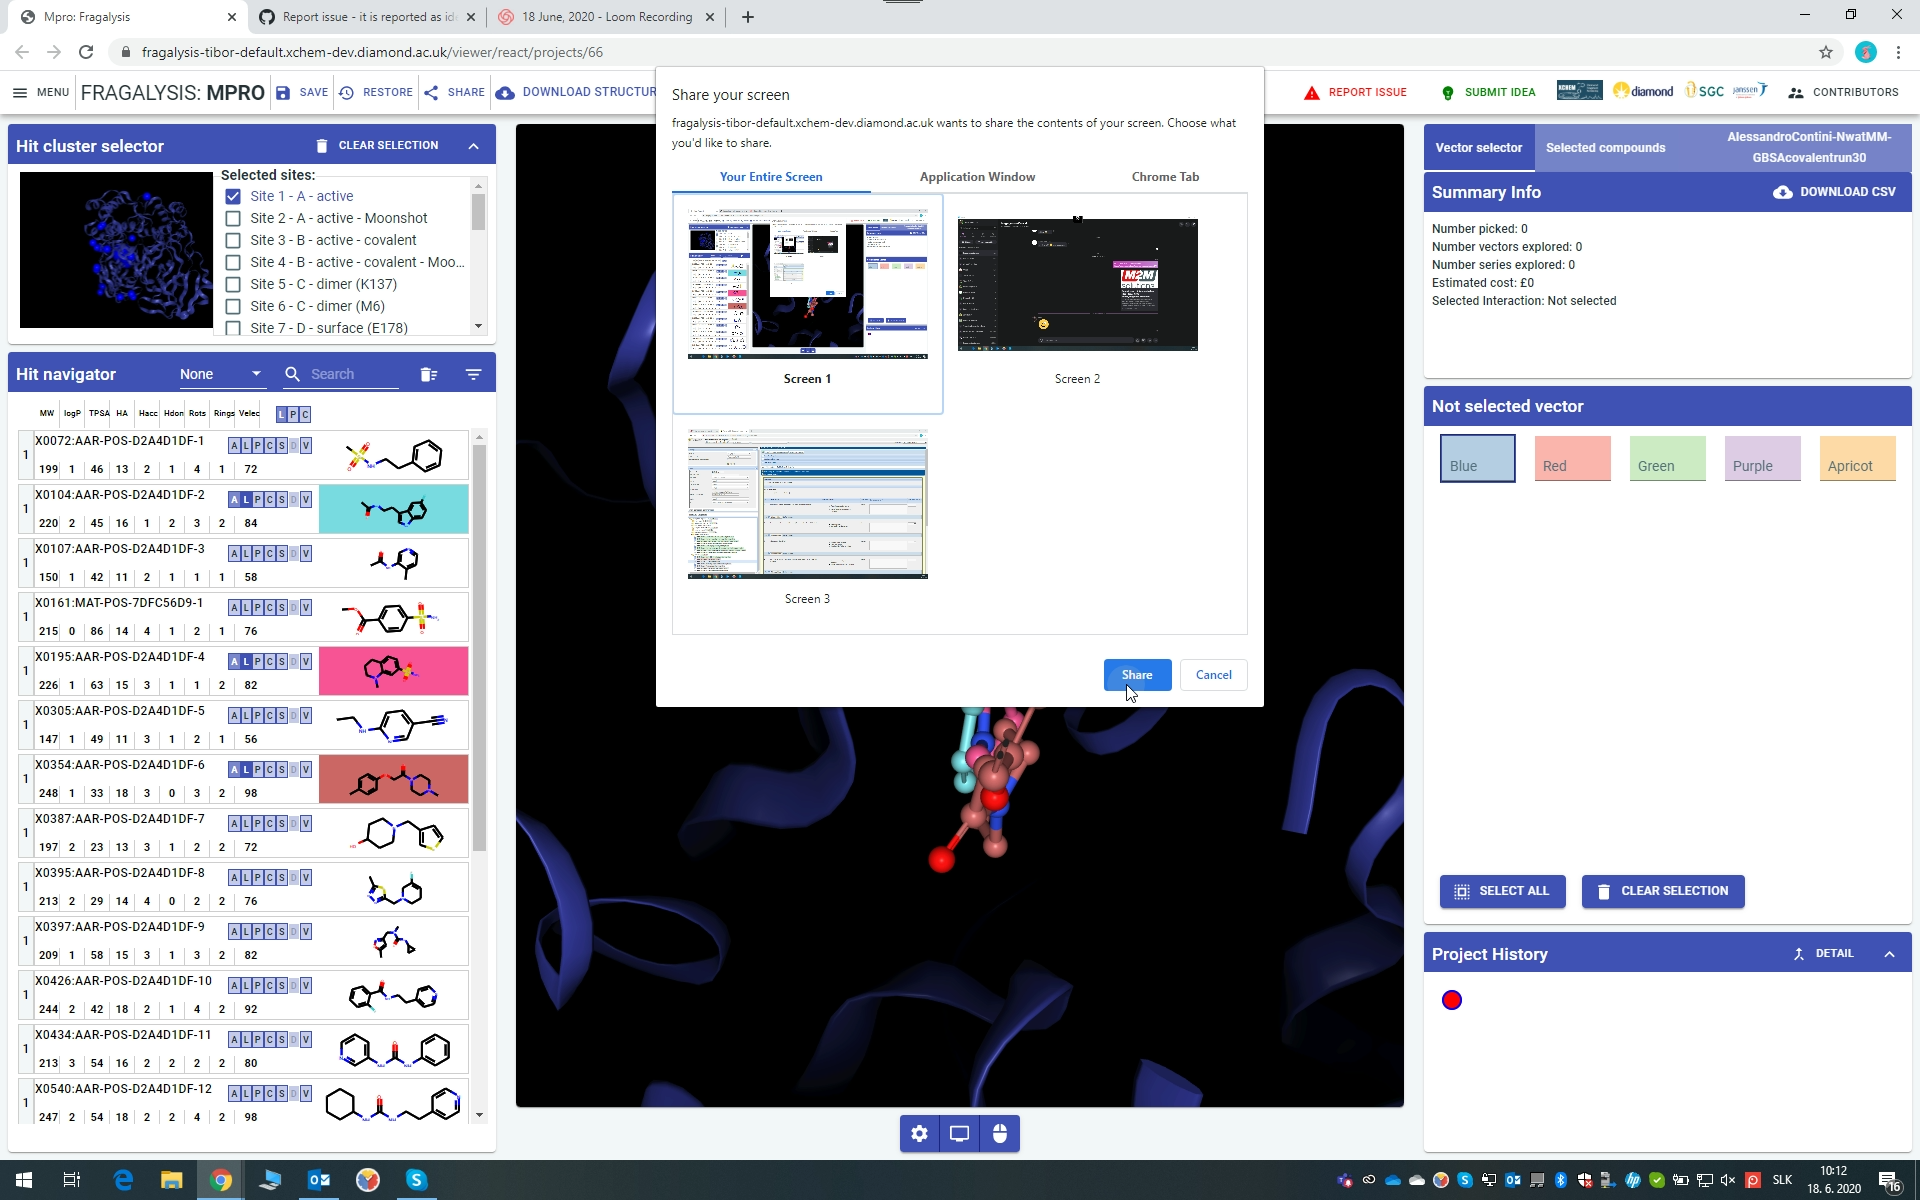 Mpro: Fragalysis
Report issue - it is reported as id
18 June, 2020 - Loom Recording
fragalysis-tibor-default.xchem-dev.diamond.ac.uk/viewer/react/projects/66
MENU
FRAGALYSIS: MPRO
SAVE
RESTORE
SHARE
DOWNLOAD STRUCTUR
REPORT ISSUE
SUBMIT IDEA
XCHEM
diamond
SGC
janssen
CONTRIBUTORS
Share your screen
fragalysis-tibor-default.xchem-dev.diamond.ac.uk wants to share the contents of your screen. Choose what
you'd like to share.
Your Entire Screen
Application Window
Chrome Tab
Screen 1
M2M
Screen 2
Screen 3
Share
Cancel
Hit cluster selector
CLEAR SELECTION
Selected sites:
Site 1 - A - active
Site 2 - A - active - Moonshot
Site 3 - B - active - covalent
Site 4 - B - active - covalent - Moo...
Site 5 - C - dimer (K137)
Site 6 - C - dimer (M6)
Site 7 - D - surface (E178)
Hit navigator
None
Search
MW logP TPSA HA Hacc Hdon Rots Rings Velec L P C
X0072:AAR-POS-D2A4D1DF-1 A L P C S D V
1
199 1 46 13 2 1 4 1 72
X0104:AAR-POS-D2A4D1DF-2 A L P C S D V
1
220 2 45 16 1 2 3 2 84
X0107:AAR-POS-D2A4D1DF-3 A L P C S D V
1
150 1 42 11 2 1 1 1 58
X0161:MAT-POS-7DFC56D9-1 A L P C S D V
1
215 0 86 14 4 1 2 1 76
X0195:AAR-POS-D2A4D1DF-4 A L P C S D V
1
226 1 63 15 3 1 1 2 82
X0305:AAR-POS-D2A4D1DF-5 A L P C S D V
1
147 1 49 11 3 1 2 1 56
X0354:AAR-POS-D2A4D1DF-6 A L P C S D V
1
248 1 33 18 3 0 3 2 98
X0387:AAR-POS-D2A4D1DF-7 A L P C S D V
1
197 2 23 13 3 1 2 2 72
X0395:AAR-POS-D2A4D1DF-8 A L P C S D V
1
213 2 29 14 4 0 2 2 76
X0397:AAR-POS-D2A4D1DF-9 A L P C S D V
1
209 1 58 15 3 1 3 2 82
X0426:AAR-POS-D2A4D1DF-10 A L P C S D V
1
244 2 42 18 2 1 4 2 92
X0434:AAR-POS-D2A4D1DF-11 A L P C S D V
1
213 3 54 16 2 2 2 2 80
X0540:AAR-POS-D2A4D1DF-12 A L P C S D V
1
247 2 54 18 2 2 4 2 98
Vector selector
Selected compounds
AlessandroContini-NwatMM-
GBSAcovalentrun30
Summary Info
DOWNLOAD CSV
Number picked: 0
Number vectors explored: 0
Number series explored: 0
Estimated cost: £0
Selected Interaction: Not selected
Not selected vector
Blue
Red
Green
Purple
Apricot
SELECT ALL
CLEAR SELECTION
Project History
DETAIL
SLK
10:12
18. 6. 2020
16